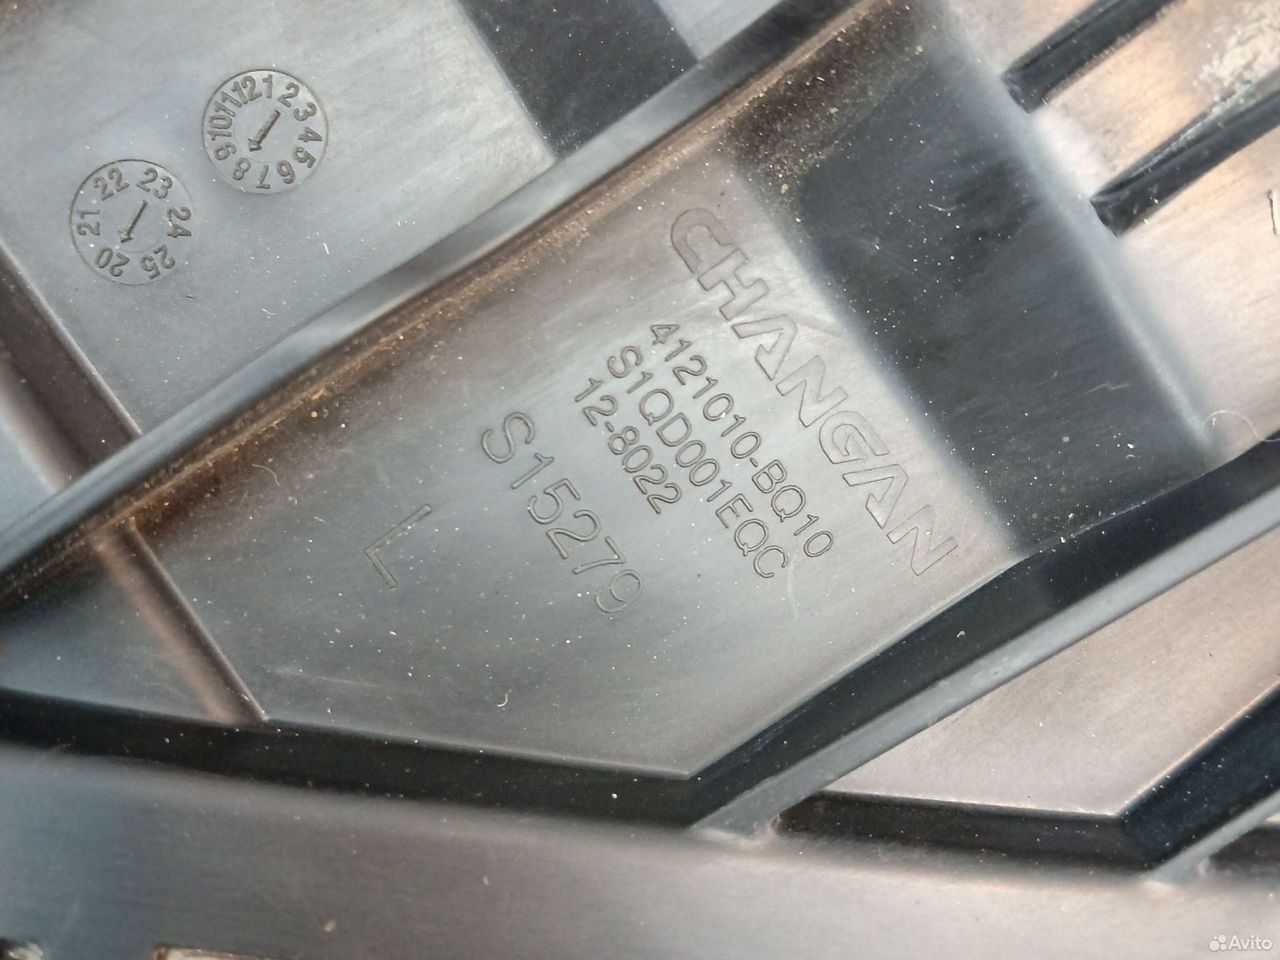 1 2 3 4 5 6 7 8 9 10 11 12
20 21 22 23 24 25
CHANGAN
4121010-BQ10
S1QD001EQC
12-8022
S15279
L
Avito